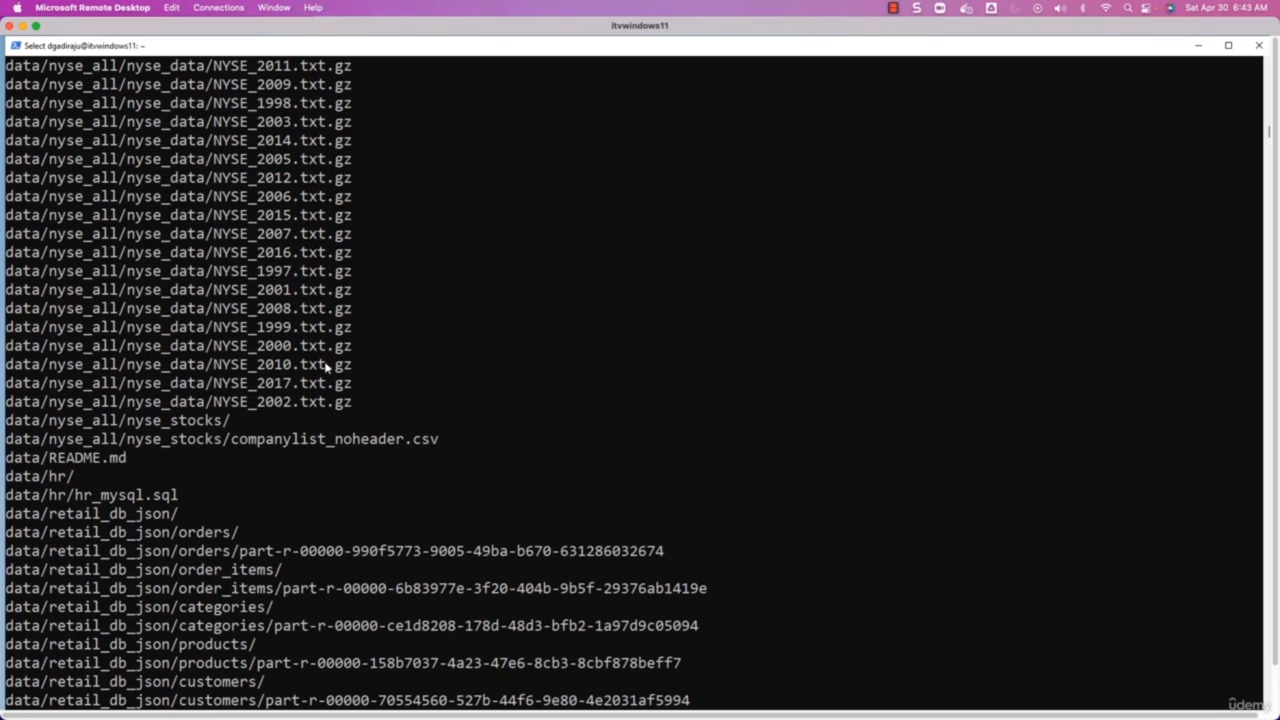 Microsoft Remote Desktop Edit Connections Window Help Sat Apr 30 6:43 AM
itvwindows11
Select dgadiraju@itvwindows11: ~
data/nyse_all/nyse_data/NYSE_2011.txt.gz
data/nyse_all/nyse_data/NYSE_2009.txt.gz
data/nyse_all/nyse_data/NYSE_1998.txt.gz
data/nyse_all/nyse_data/NYSE_2003.txt.gz
data/nyse_all/nyse_data/NYSE_2014.txt.gz
data/nyse_all/nyse_data/NYSE_2005.txt.gz
data/nyse_all/nyse_data/NYSE_2012.txt.gz
data/nyse_all/nyse_data/NYSE_2006.txt.gz
data/nyse_all/nyse_data/NYSE_2015.txt.gz
data/nyse_all/nyse_data/NYSE_2007.txt.gz
data/nyse_all/nyse_data/NYSE_2016.txt.gz
data/nyse_all/nyse_data/NYSE_1997.txt.gz
data/nyse_all/nyse_data/NYSE_2001.txt.gz
data/nyse_all/nyse_data/NYSE_2008.txt.gz
data/nyse_all/nyse_data/NYSE_1999.txt.gz
data/nyse_all/nyse_data/NYSE_2000.txt.gz
data/nyse_all/nyse_data/NYSE_2010.txt.gz
data/nyse_all/nyse_data/NYSE_2017.txt.gz
data/nyse_all/nyse_data/NYSE_2002.txt.gz
data/nyse_all/nyse_stocks/
data/nyse_all/nyse_stocks/companylist_noheader.csv
data/README.md
data/hr/
data/hr/hr_mysql.sql
data/retail_db_json/
data/retail_db_json/orders/
data/retail_db_json/orders/part-r-00000-990f5773-9005-49ba-b670-631286032674
data/retail_db_json/order_items/
data/retail_db_json/order_items/part-r-00000-6b83977e-3f20-404b-9b5f-29376ab1419e
data/retail_db_json/categories/
data/retail_db_json/categories/part-r-00000-ce1d8208-178d-48d3-bfb2-1a97d9c05094
data/retail_db_json/products/
data/retail_db_json/products/part-r-00000-158b7037-4a23-47e6-8cb3-8cbf878beff7
data/retail_db_json/customers/
data/retail_db_json/customers/part-r-00000-70554560-527b-44f6-9e80-4e2031af5994
ûdemy